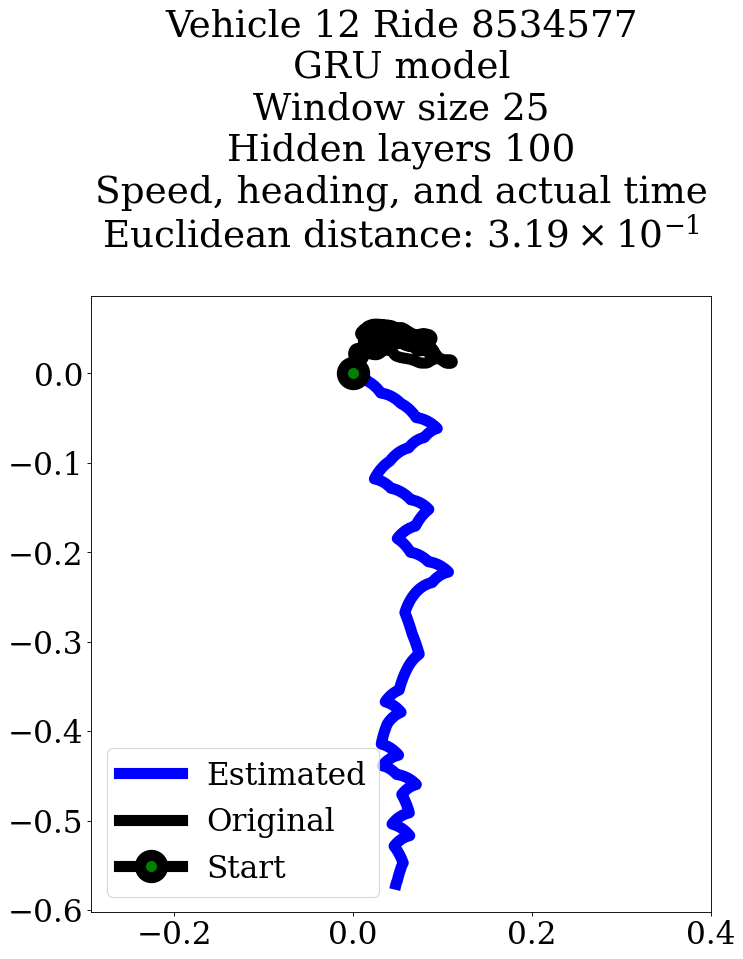 Vehicle 12 Ride 8534577
GRU model
Window size 25
Hidden layers 100
Speed, heading, and actual time
Euclidean distance: 3.19 × 10⁻¹
0.0
−0.1
−0.2
−0.3
−0.4
−0.5
−0.6
Estimated
Original
Start
−0.2 0.0 0.2 0.4